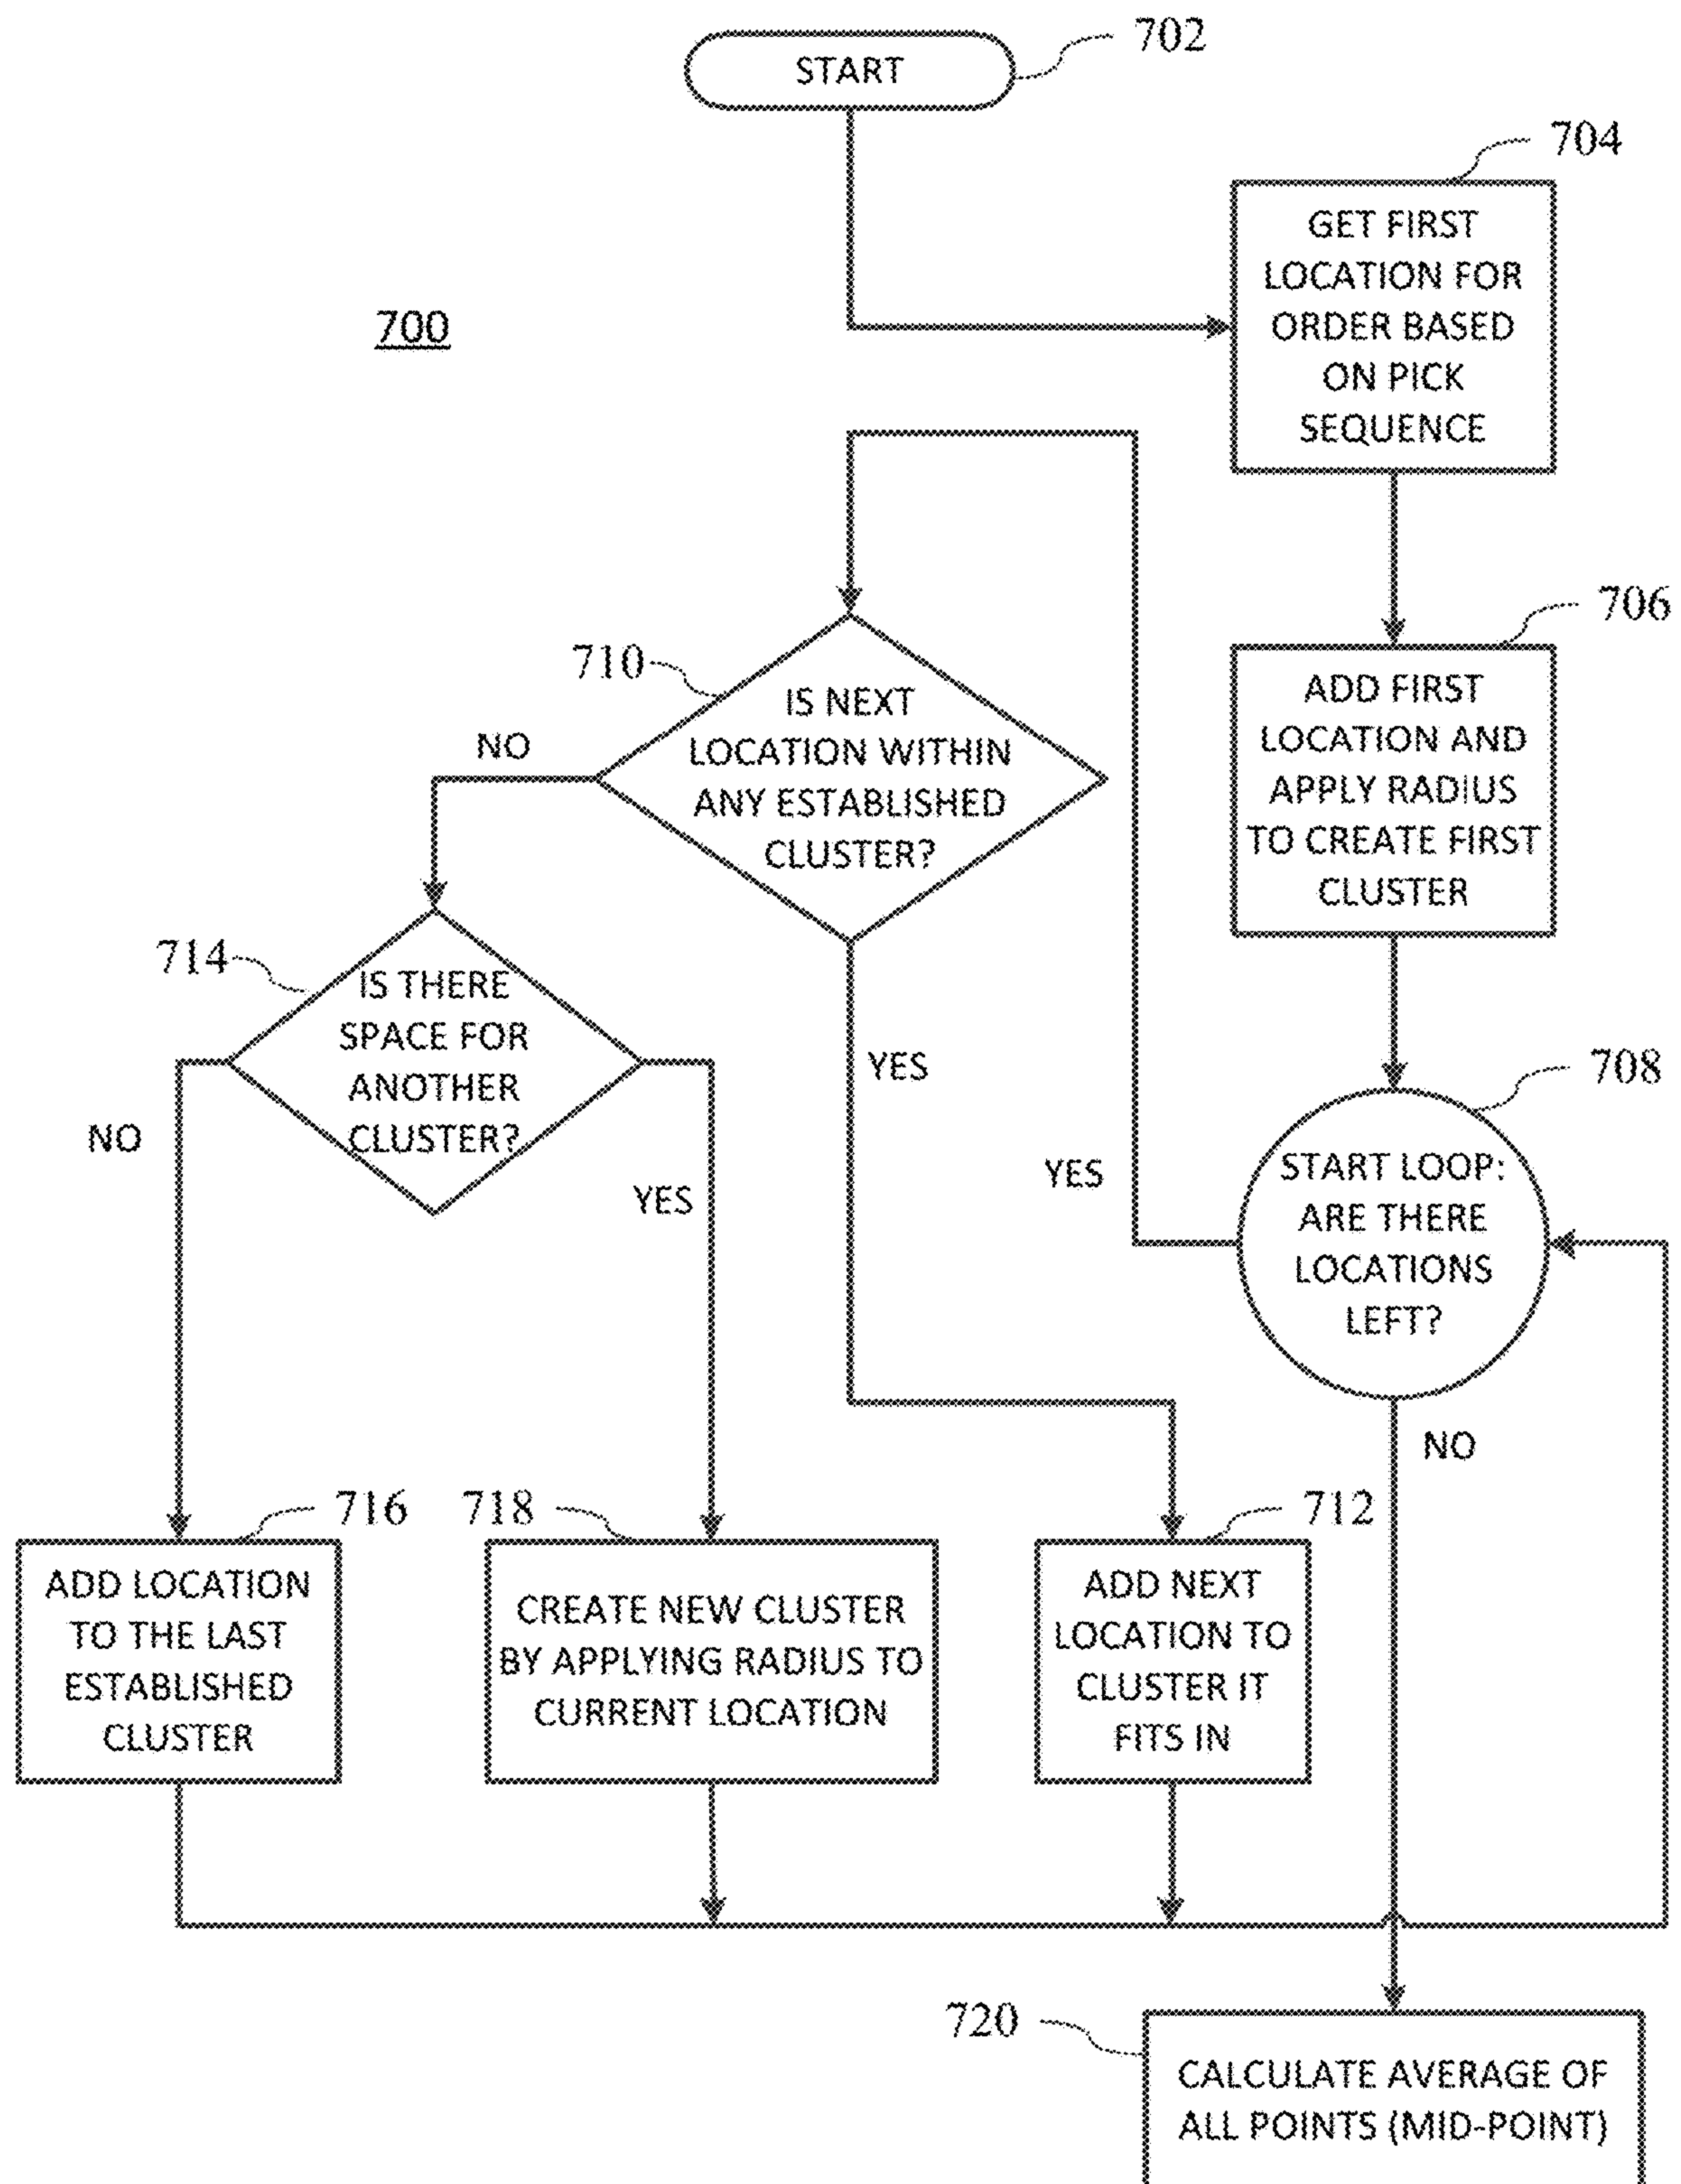 702
START
704
GET FIRST
LOCATION FOR
ORDER BASED
ON PICK
SEQUENCE
700
706
ADD FIRST
LOCATION AND
APPLY RADIUS
TO CREATE FIRST
CLUSTER
710
IS NEXT
LOCATION WITHIN
ANY ESTABLISHED
CLUSTER?
NO
YES
714
IS THERE
SPACE FOR
ANOTHER
CLUSTER?
NO
YES
708
START LOOP:
ARE THERE
LOCATIONS
LEFT?
YES
NO
716
ADD LOCATION
TO THE LAST
ESTABLISHED
CLUSTER
718
CREATE NEW CLUSTER
BY APPLYING RADIUS TO
CURRENT LOCATION
712
ADD NEXT
LOCATION TO
CLUSTER IT
FITS IN
720
CALCULATE AVERAGE OF
ALL POINTS (MID-POINT)